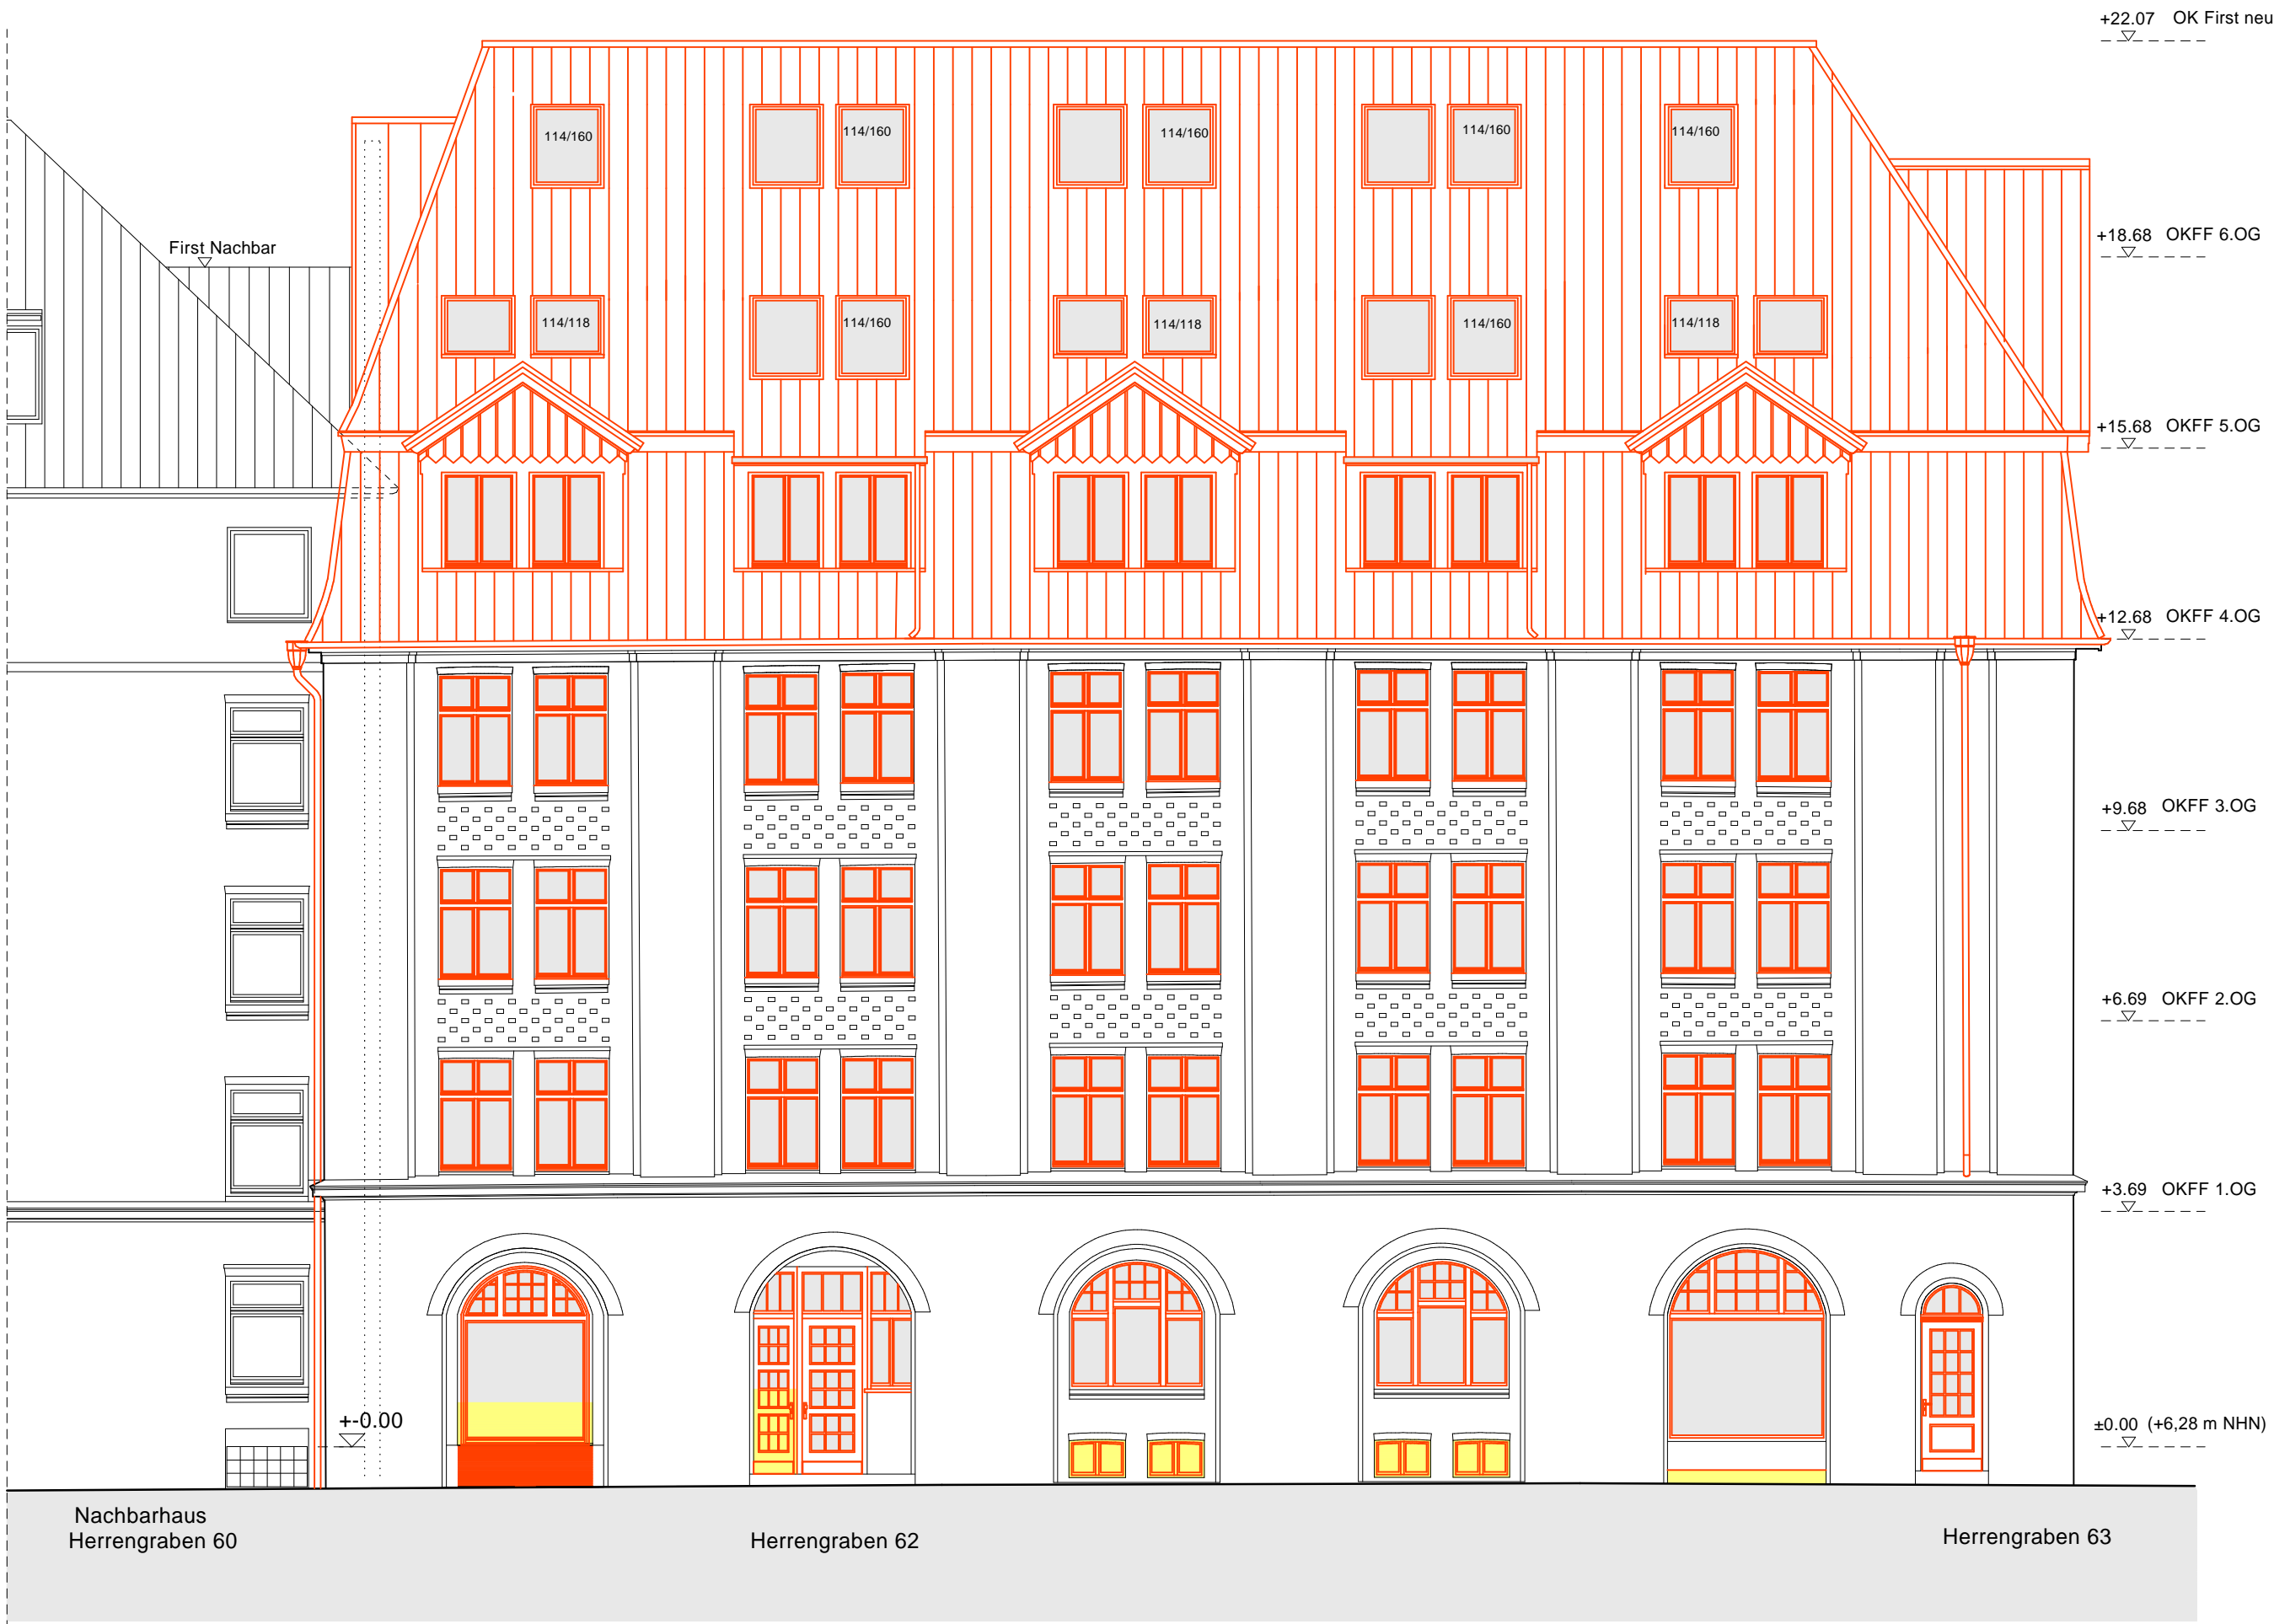 +22.07 OK First neu
114/160
114/160
114/160
114/160
114/160
First Nachbar
+18.68 OKFF 6.OG
114/118
114/160
114/118
114/160
114/118
+15.68 OKFF 5.OG
+12.68 OKFF 4.OG
+9.68 OKFF 3.OG
+6.69 OKFF 2.OG
+3.69 OKFF 1.OG
+-0.00
±0.00 (+6,28 m NHN)
Nachbarhaus
Herrengraben 60
Herrengraben 62
Herrengraben 63